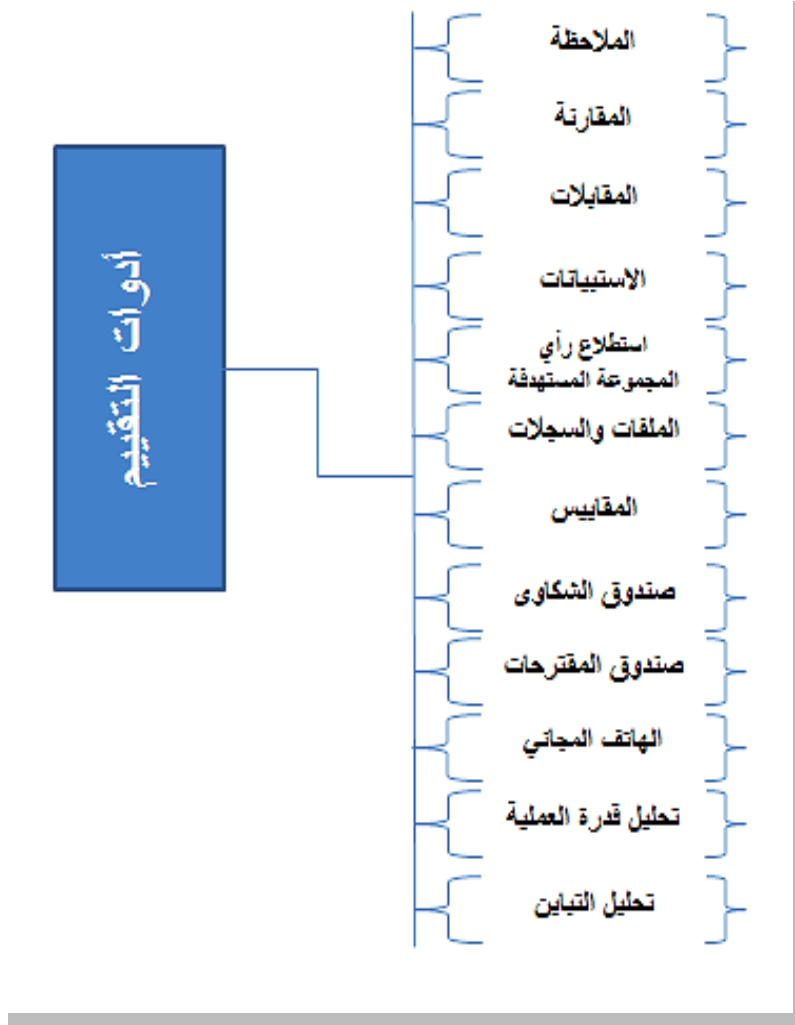 أدوات التقييم
الملاحظة
المقارنة
المقابلات
الاستبيانات
استطلاع رأي
المجموعة المستهدفة
الملفات والسجلات
المقاييس
صندوق الشكاوى
صندوق المقترحات
الهاتف المجاني
تحليل قدرة العملية
تحليل التباين